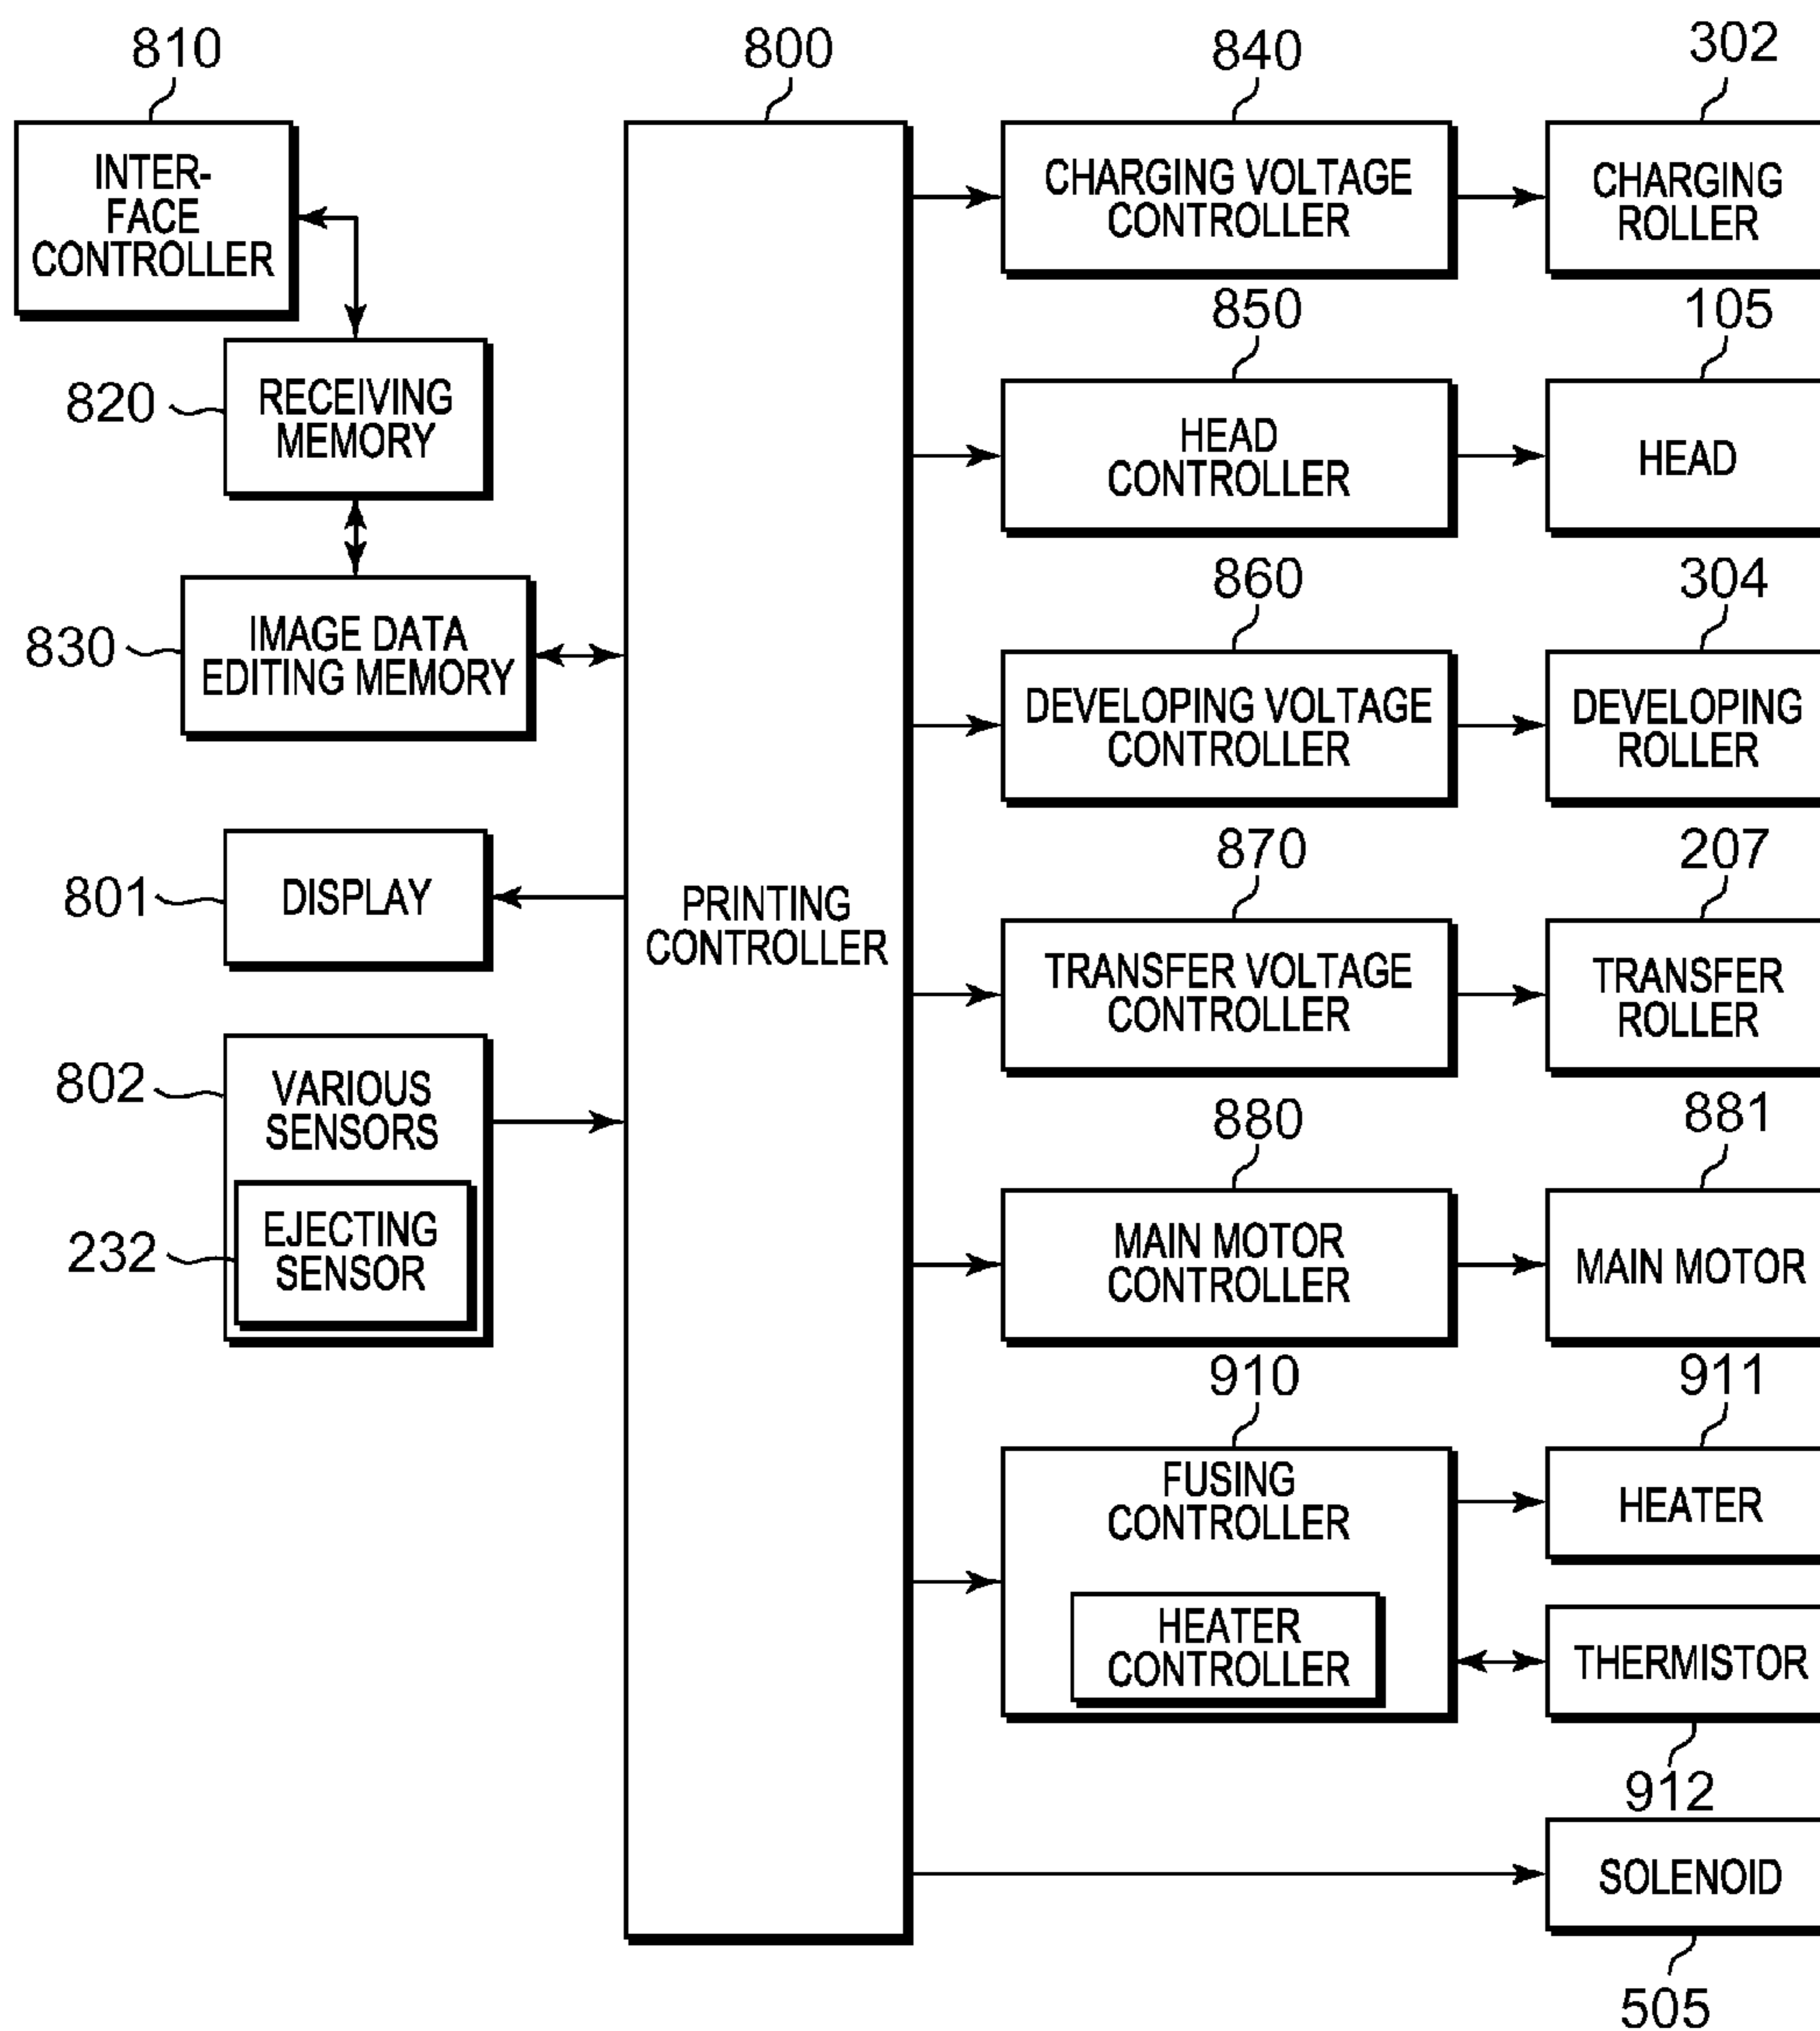 810
800
840
302
INTER-
FACE
CONTROLLER
CHARGING VOLTAGE
CONTROLLER
CHARGING
ROLLER
850
105
820
RECEIVING
MEMORY
HEAD
CONTROLLER
HEAD
860
304
830
IMAGE DATA
EDITING MEMORY
DEVELOPING VOLTAGE
CONTROLLER
DEVELOPING
ROLLER
870
207
801
DISPLAY
PRINTING
CONTROLLER
TRANSFER VOLTAGE
CONTROLLER
TRANSFER
ROLLER
802
VARIOUS
SENSORS
880
881
232
EJECTING
SENSOR
MAIN MOTOR
CONTROLLER
MAIN MOTOR
910
911
FUSING
CONTROLLER
HEATER
HEATER
CONTROLLER
THERMISTOR
912
SOLENOID
505